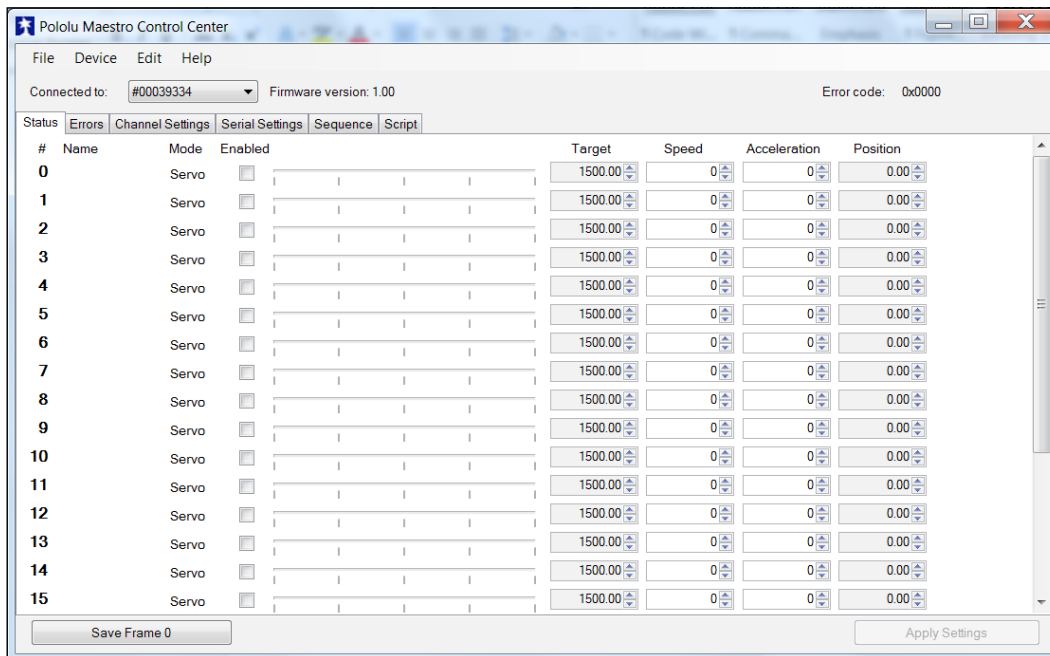 Pololu Maestro Control Center
File Device Edit Help
Connected to: #00039334 Firmware version: 1.00 Error code: 0x0000
Status Errors Channel Settings Serial Settings Sequence Script
# Name Mode Enabled Target Speed Acceleration Position
0 Servo 1500.00 0 0 0.00
1 Servo 1500.00 0 0 0.00
2 Servo 1500.00 0 0 0.00
3 Servo 1500.00 0 0 0.00
4 Servo 1500.00 0 0 0.00
5 Servo 1500.00 0 0 0.00
6 Servo 1500.00 0 0 0.00
7 Servo 1500.00 0 0 0.00
8 Servo 1500.00 0 0 0.00
9 Servo 1500.00 0 0 0.00
10 Servo 1500.00 0 0 0.00
11 Servo 1500.00 0 0 0.00
12 Servo 1500.00 0 0 0.00
13 Servo 1500.00 0 0 0.00
14 Servo 1500.00 0 0 0.00
15 Servo 1500.00 0 0 0.00
Save Frame 0 Apply Settings